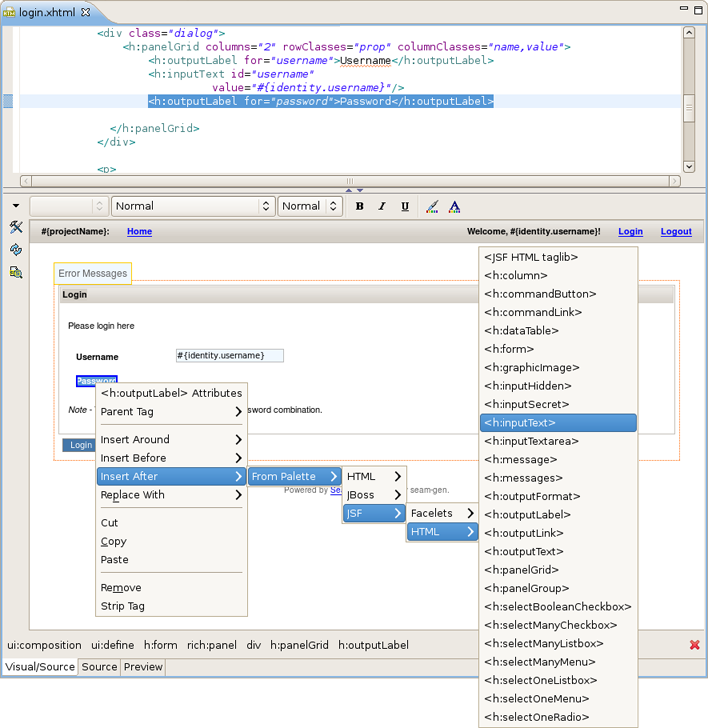 login.xhtml
<div class="dialog">
<h:panelGrid columns="2" rowClasses="prop" columnClasses="name,value">
<h:outputLabel for="username">Username</h:outputLabel>
<h:inputText id="username"
value="#{identity.username}"/>
<h:outputLabel for="password">Password</h:outputLabel>
</h:panelGrid>
</div>
<p>
Normal Normal B I U A
#{projectName}: Home Welcome, #{identity.username}! Login Logout
Error Messages
Login
Please login here
Username #{identity.username}
Password
Note - sword combination.
Login
Powered by Sea seam-gen.
<h:outputLabel> Attributes
Parent Tag
Insert Around
Insert Before
Insert After
Replace With
Cut
Copy
Paste
Remove
Strip Tag
From Palette
HTML
JBoss
JSF
Facelets
HTML
<JSF HTML taglib>
<h:column>
<h:commandButton>
<h:commandLink>
<h:dataTable>
<h:form>
<h:graphicImage>
<h:inputHidden>
<h:inputSecret>
<h:inputText>
<h:inputTextarea>
<h:message>
<h:messages>
<h:outputFormat>
<h:outputLabel>
<h:outputLink>
<h:outputText>
<h:panelGrid>
<h:panelGroup>
<h:selectBooleanCheckbox>
<h:selectManyCheckbox>
<h:selectManyListbox>
<h:selectManyMenu>
<h:selectOneListbox>
<h:selectOneMenu>
<h:selectOneRadio>
ui:composition ui:define h:form rich:panel div h:panelGrid h:outputLabel
Visual/Source Source Preview